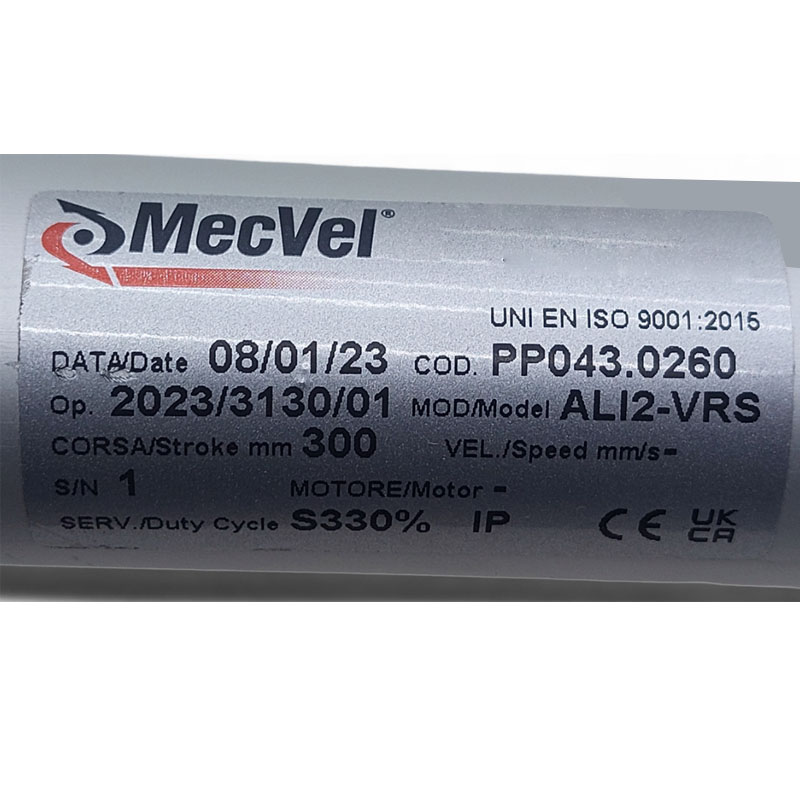 MecVel®
UNI EN ISO 9001:2015
DATA/Date 08/01/23 COD. PP043.0260
Op. 2023/3130/01 MOD/Model ALI2-VRS
CORSA/Stroke mm 300 VEL./Speed mm/s-
S/N 1 MOTORE/Motor -
SERV./Duty Cycle S330% IP CE UK
CA